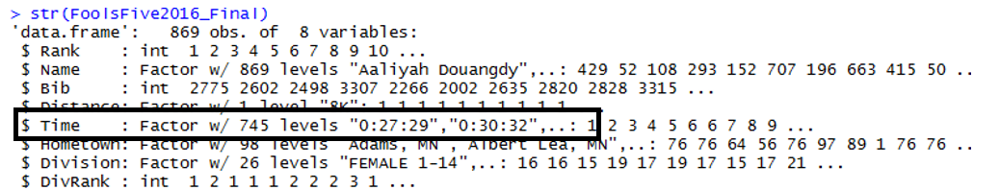 > str(FoolsFive2016_Final)
'data.frame':   869 obs. of  8 variables:
 $ Rank    : int  1 2 3 4 5 6 7 8 9 10 ...
 $ Name    : Factor w/ 869 levels "Aaliyah Douangdy",..: 429 52 108 293 152 707 196 663 415 50 ..
 $ Bib     : int  2775 2602 2498 3307 2266 2002 2635 2820 2828 3315 ...
 $ Distance: Factor w/ 1 level "8K": 1 1 1 1 1 1 1 1 1 1
 $ Time    : Factor w/ 745 levels "0:27:29","0:30:32",..: 1 2 3 4 5 6 6 7 8 9 ...
 $ Hometown: Factor w/ 98 levels "Adams, MN","Albert Lea, MN",..: 76 76 64 56 76 97 89 1 76 76 ..
 $ Division: Factor w/ 26 levels "FEMALE 1-14",..: 16 16 15 19 17 19 17 15 17 21 ...
 $ DivRank : int  1 2 1 1 1 2 2 2 3 1 ...